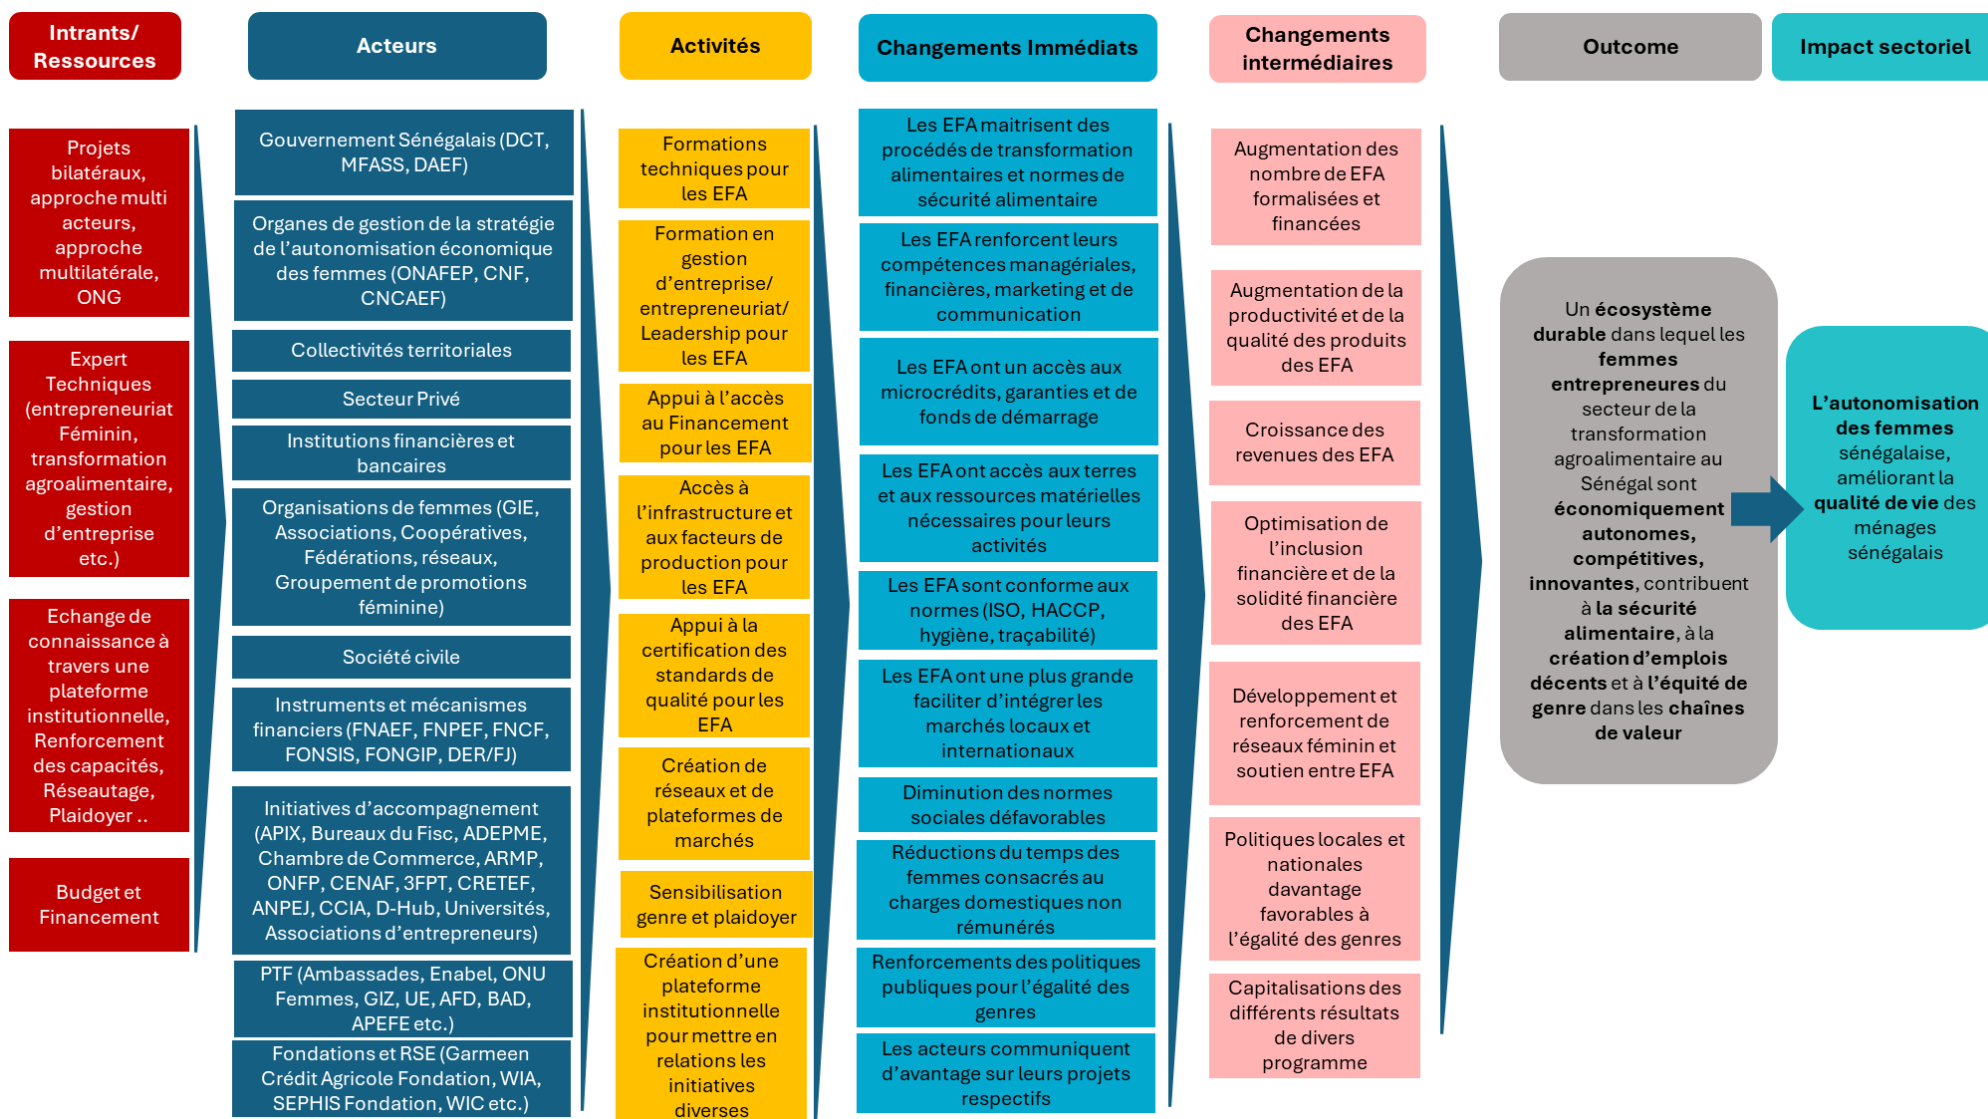 Intrants/
Ressources
Acteurs
Activités
Changements Immédiats
Changements
intermédiaires
Outcome
Impact sectoriel
Projets
bilatéraux,
approche multi
acteurs,
approche
multilatérale,
ONG
Expert
Techniques
(entrepreneuriat
Féminin,
transformation
agroalimentaire,
gestion
d'entreprise
etc.)
Echange de
connaissance à
travers une
plateforme
institutionnelle,
Renforcement
des capacités,
Réseautage,
Plaidoyer ..
Budget et
Financement
Gouvernement Sénégalais (DCT,
MFASS, DAEF)
Organes de gestion de la stratégie
de l'autonomisation économique
des femmes (ONAFEP, CNF,
CNCAEF)
Collectivités territoriales
Secteur Privé
Institutions financières et
bancaires
Organisations de femmes (GIE,
Associations, Coopératives,
Fédérations, réseaux,
Groupement de promotions
féminine)
Société civile
Instruments et mécanismes
financiers (FNAEF, FNPEF, FNCF,
FONSIS, FONGIP, DER/FJ)
Initiatives d'accompagnement
(APIX, Bureaux du Fisc, ADEPME,
Chambre de Commerce, ARMP,
ONFP, CENAF, 3FPT, CRETEF,
ANPEJ, CCIA, D-Hub, Universités,
Associations d'entrepreneurs)
PTF (Ambassades, Enabel, ONU
Femmes, GIZ, UE, AFD, BAD,
APEFE etc.)
Fondations et RSE (Garmeen
Crédit Agricole Fondation, WIA,
SEPHIS Fondation, WIC etc.)
Formations
techniques pour
les EFA
Formation en
gestion
d'entreprise/
entrepreneuriat/
Leadership pour
les EFA
Appui à l'accès
au Financement
pour les EFA
Accès à
l'infrastructure et
aux facteurs de
production pour
les EFA
Appui à la
certification des
standards de
qualité pour les
EFA
Création de
réseaux et de
plateformes de
marchés
Sensibilisation
genre et plaidoyer
Création d'une
plateforme
institutionnelle
pour mettre en
relations les
initiatives
diverses
Les EFA maitrisent des
procédés de transformation
alimentaires et normes de
sécurité alimentaire
Les EFA renforcent leurs
compétences managériales,
financières, marketing et de
communication
Les EFA ont un accès aux
microcrédits, garanties et de
fonds de démarrage
Les EFA ont accès aux terres
et aux ressources matérielles
nécessaires pour leurs
activités
Les EFA sont conforme aux
normes (ISO, HACCP,
hygiène, traçabilité)
Les EFA ont une plus grande
faciliter d'intégrer les
marchés locaux et
internationaux
Diminution des normes
sociales défavorables
Réductions du temps des
femmes consacrés au
charges domestiques non
rémunérés
Renforcements des politiques
publiques pour l'égalité des
genres
Les acteurs communiquent
d'avantage sur leurs projets
respectifs
Augmentation des
nombre de EFA
formalisées et
financées
Augmentation de la
productivité et de la
qualité des produits
des EFA
Croissance des
revenues des EFA
Optimisation de
l'inclusion
financière et de la
solidité financière
des EFA
Développement et
renforcement de
réseaux féminin et
soutien entre EFA
Politiques locales et
nationales
davantage
favorables à
l'égalité des genres
Capitalisations des
différents résultats
de divers
programme
Un écosystème
durable dans lequel les
femmes
entrepreneures du
secteur de la
transformation
agroalimentaire au
Sénégal sont
économiquement
autonomes,
compétitives,
innovantes, contribuent
à la sécurité
alimentaire, à la
création d'emplois
décents et à l'équité de
genre dans les chaînes
de valeur
L'autonomisation
des femmes
sénégalaise,
améliorant la
qualité de vie des
ménages
sénégalais